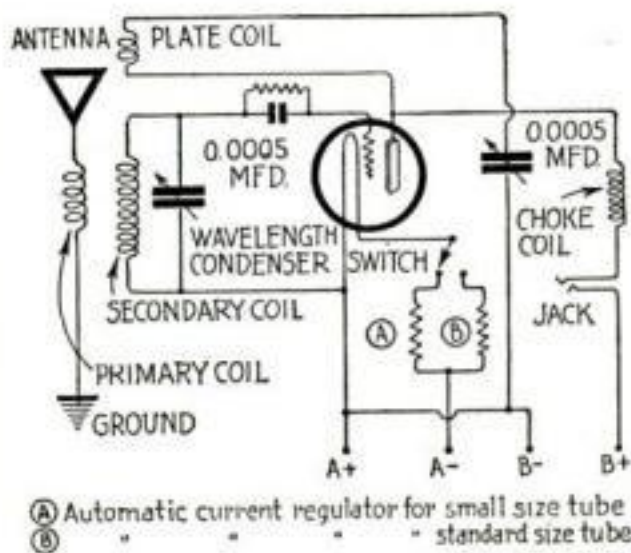 ANTENNA
PLATE COIL
0.0005
MFD.
0.0005
MFD.
WAVELENGTH
CONDENSER
SWITCH
CHOKE
COIL
SECONDARY COIL
Ⓐ
Ⓑ
JACK
PRIMARY COIL
GROUND
A+
A-
B-
B+
Ⓐ Automatic current regulator for small size tube
Ⓑ " " " " standard size tube